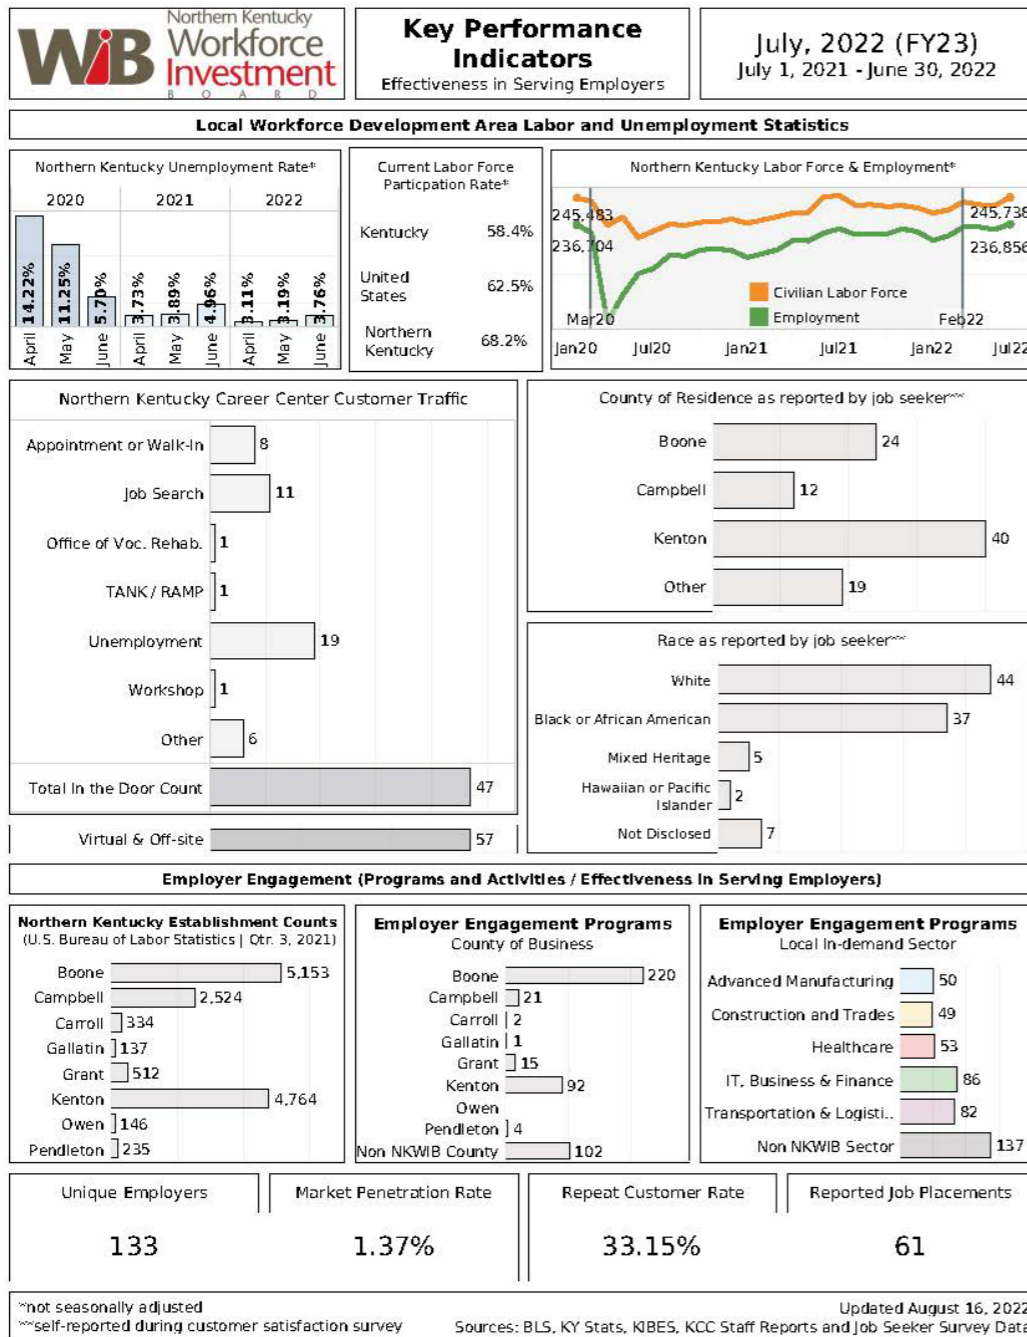 Northern Kentucky
WIB Workforce
Investment
BOARD
Key Performance
Indicators
Effectiveness in Serving Employers
July, 2022 (FY23)
July 1, 2021 - June 30, 2022
Local Workforce Development Area Labor and Unemployment Statistics
Northern Kentucky Unemployment Rate*
2020 2021 2022
14.22% 11.25% 5.70% 3.73% 3.89% 4.96% 3.11% 3.19% 3.76%
April May June April May June April May June
Current Labor Force
Particpation Rate*
Kentucky 58.4%
United
States 62.5%
Northern
Kentucky 68.2%
Northern Kentucky Labor Force & Employment*
245,483 245,738
236,704 236,856
Civilian Labor Force
Employment
Mar20 Feb22
Jan20 Jul20 Jan21 Jul21 Jan22 Jul22
Northern Kentucky Career Center Customer Traffic
Appointment or Walk-In 8
Job Search 11
Office of Voc. Rehab. 1
TANK / RAMP 1
Unemployment 19
Workshop 1
Other 6
Total In the Door Count 47
Virtual & Off-site 57
County of Residence as reported by job seeker~~
Boone 24
Campbell 12
Kenton 40
Other 19
Race as reported by job seeker~~
White 44
Black or African American 37
Mixed Heritage 5
Hawaiian or Pacific
Islander 2
Not Disclosed 7
Employer Engagement (Programs and Activities / Effectiveness in Serving Employers)
Northern Kentucky Establishment Counts
(U.S. Bureau of Labor Statistics | Qtr. 3, 2021)
Boone 5,153
Campbell 2,524
Carroll 334
Gallatin 137
Grant 512
Kenton 4,764
Owen 146
Pendleton 235
Employer Engagement Programs
County of Business
Boone 220
Campbell 21
Carroll 2
Gallatin 1
Grant 15
Kenton 92
Owen
Pendleton 4
Non NKWIB County 102
Employer Engagement Programs
Local In-demand Sector
Advanced Manufacturing 50
Construction and Trades 49
Healthcare 53
IT, Business & Finance 86
Transportation & Logisti.. 82
Non NKWIB Sector 137
Unique Employers
133
Market Penetration Rate
1.37%
Repeat Customer Rate
33.15%
Reported Job Placements
61
*not seasonally adjusted
~~self-reported during customer satisfaction survey
Updated August 16, 2022
Sources: BLS, KY Stats, KIBES, KCC Staff Reports and Job Seeker Survey Data